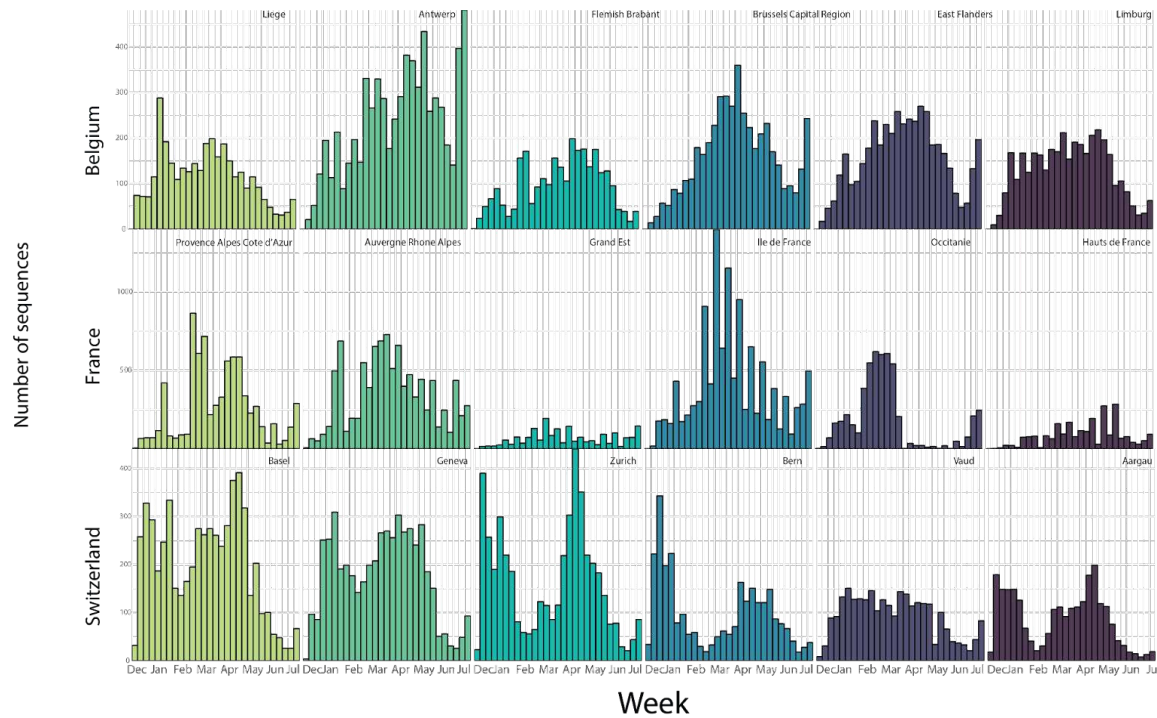 Liege Antwerp Flemish Brabant Brussels Capital Region East Flanders Limburg
400
300
200
100
0
Belgium
Provence Alpes Cote d'Azur Auvergne Rhone Alpes Grand Est Ile de France Occitanie Hauts de France
1000
500
0
France
Number of sequences
Basel Geneva Zurich Bern Vaud Aargau
400
300
200
100
0
Switzerland
Dec Jan Feb Mar Apr May Jun Jul DecJan Feb Mar Apr May Jun Jul DecJan Feb Mar Apr May Jun Jul DecJan Feb Mar Apr May Jun Jul DecJan Feb Mar Apr May Jun Jul DecJan Feb Mar Apr May Jun Ju
Week